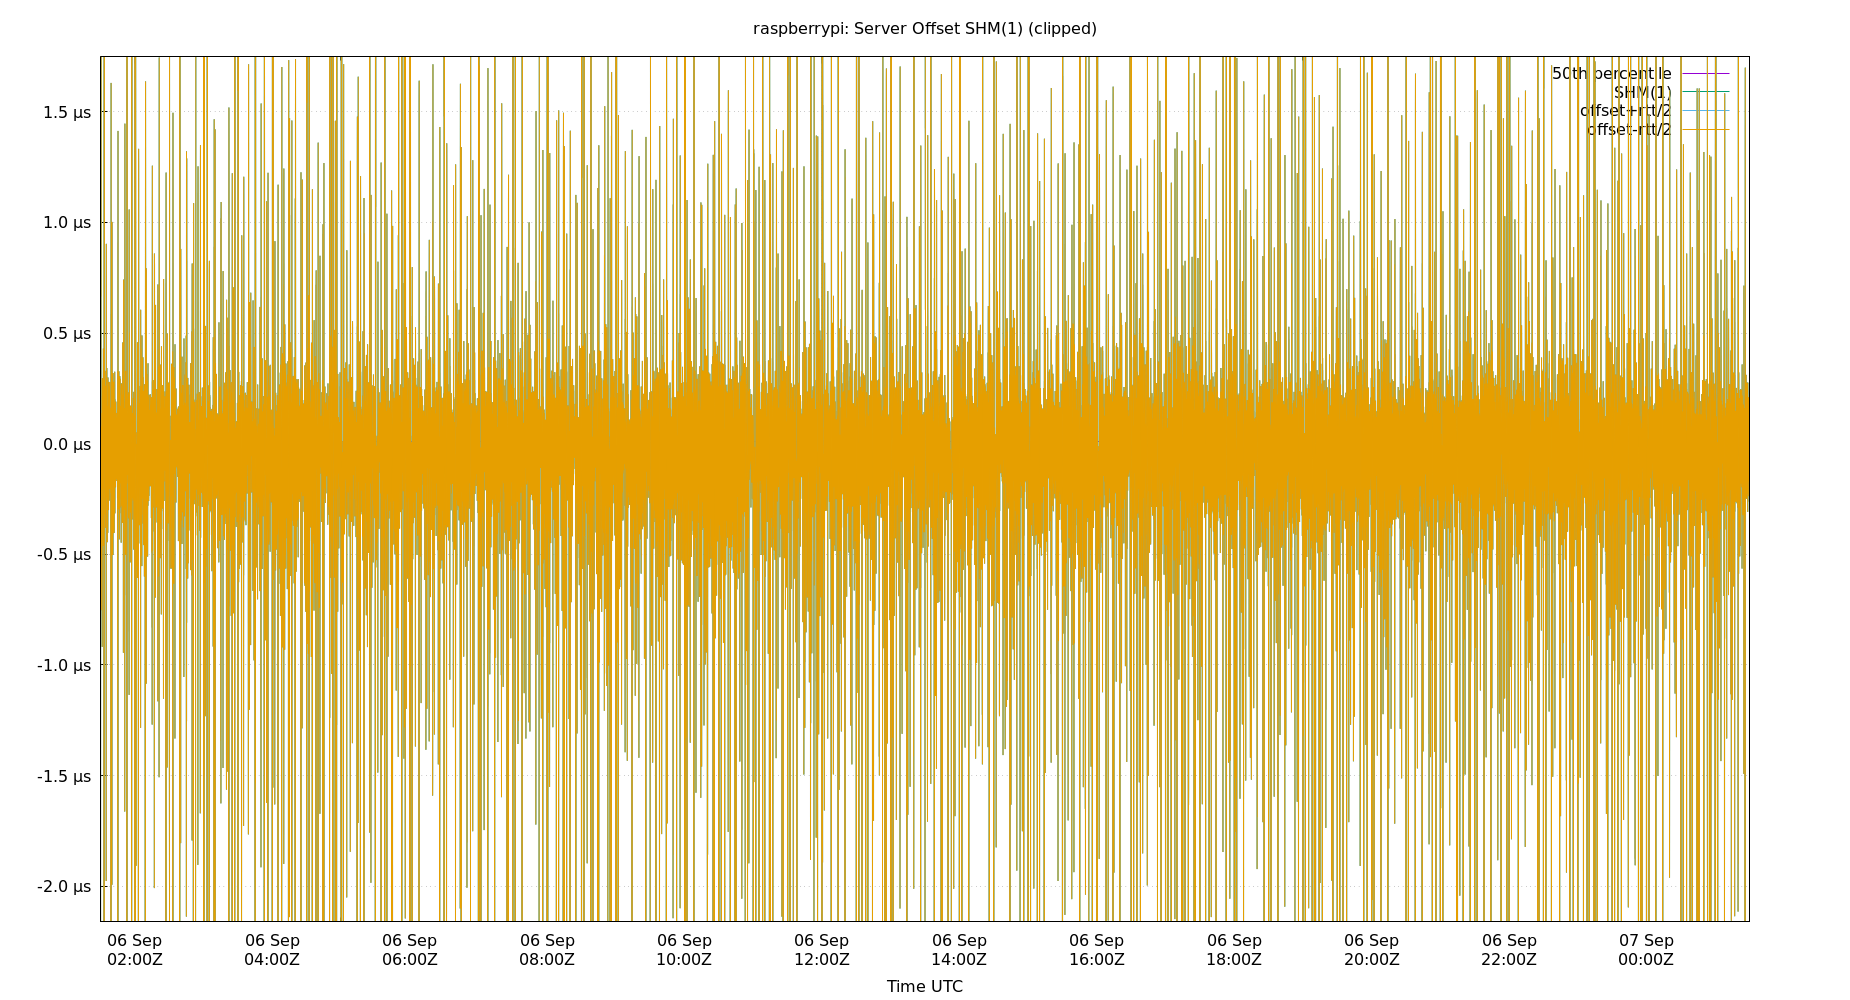 raspberrypi: Server Offset SHM(1) (clipped)
50th percentile
SHM(1)
offset+rtt/2
offset-rtt/2
1.5 µs
1.0 µs
0.5 µs
0.0 µs
-0.5 µs
-1.0 µs
-1.5 µs
-2.0 µs
06 Sep 06 Sep 06 Sep 06 Sep 06 Sep 06 Sep 06 Sep 06 Sep 06 Sep 06 Sep 06 Sep 07 Sep
02:00Z 04:00Z 06:00Z 08:00Z 10:00Z 12:00Z 14:00Z 16:00Z 18:00Z 20:00Z 22:00Z 00:00Z
Time UTC